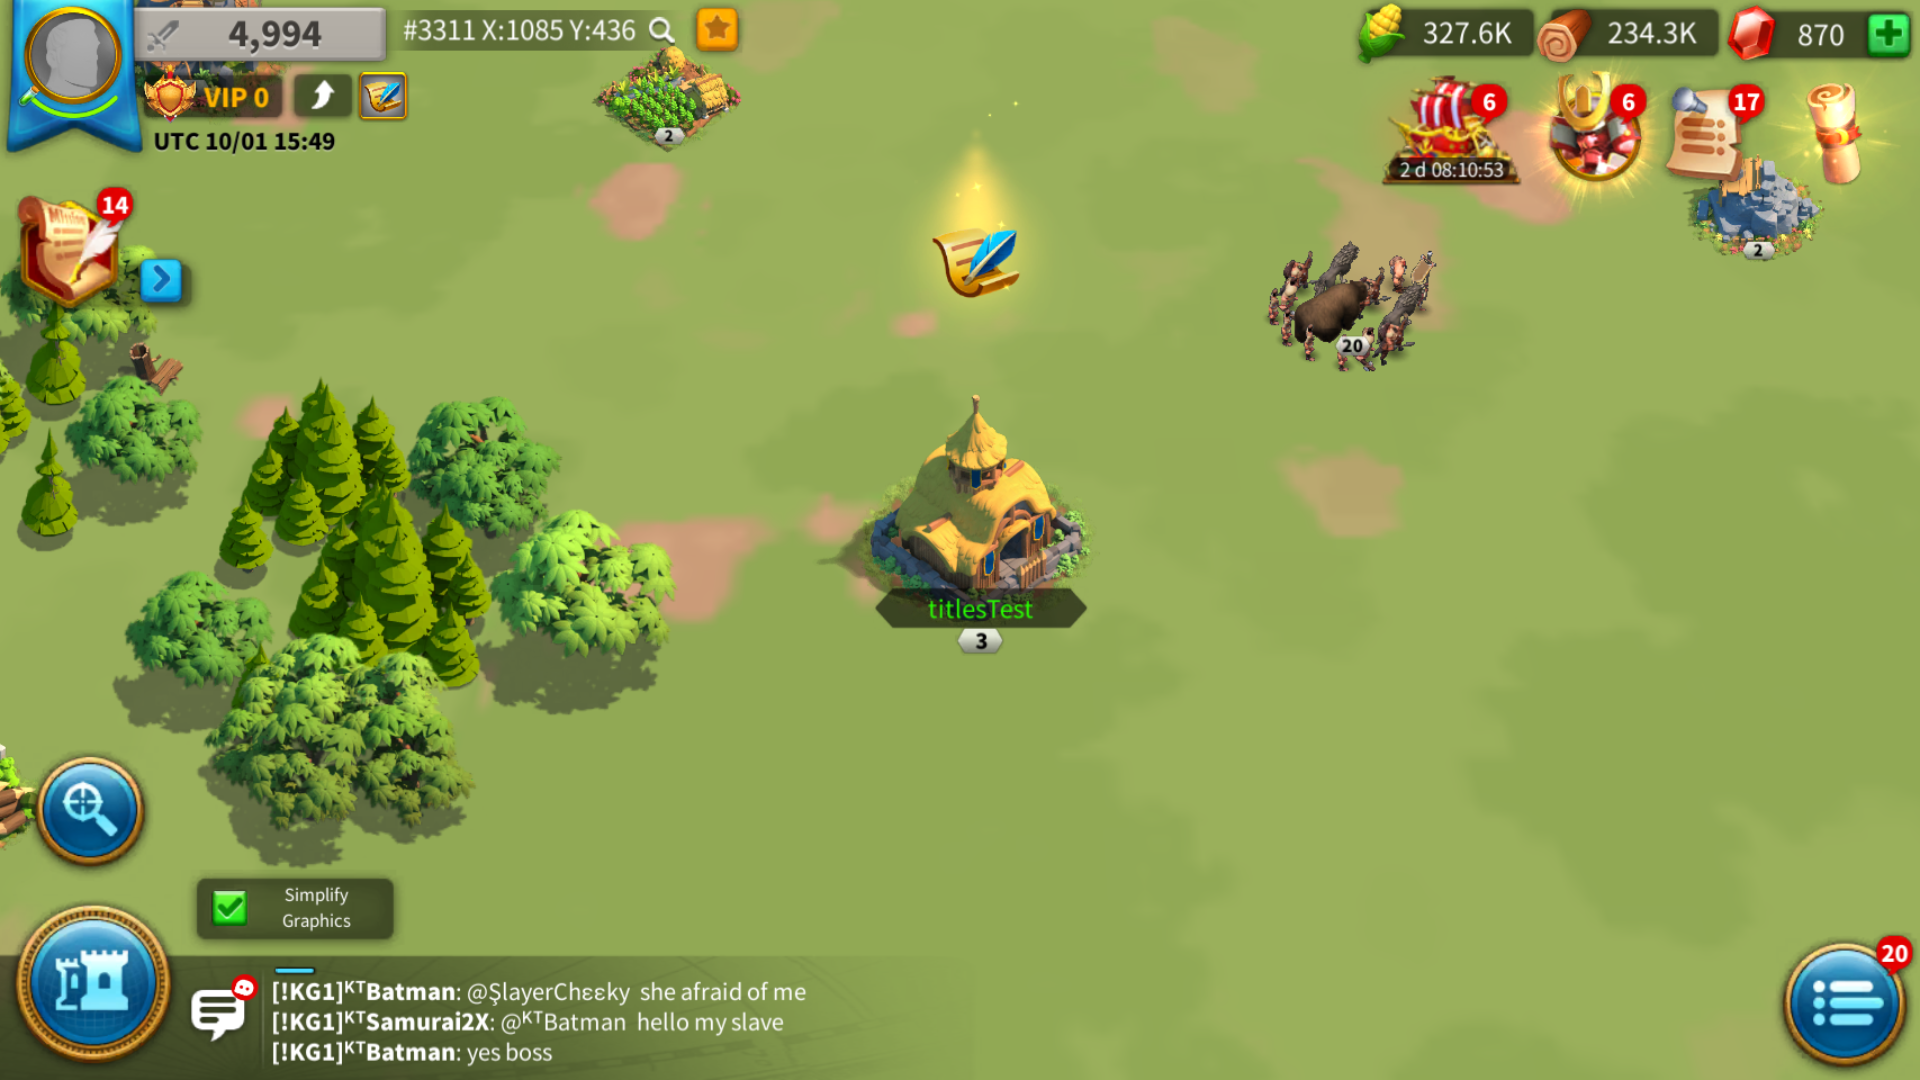 4,994
#3311 X:1085 Y:436
327.6K
234.3K
870
VIP 0
UTC 10/01 15:49
6
2 d 08:10:53
6
17
2
2
Mission
14
20
titlesTest
3
Simplify
Graphics
20
[!KG1]ᴷᵀBatman: @ŞlayerChεεky she afraid of me
[!KG1]ᴷᵀSamurai2X: @ᴷᵀBatman hello my slave
[!KG1]ᴷᵀBatman: yes boss